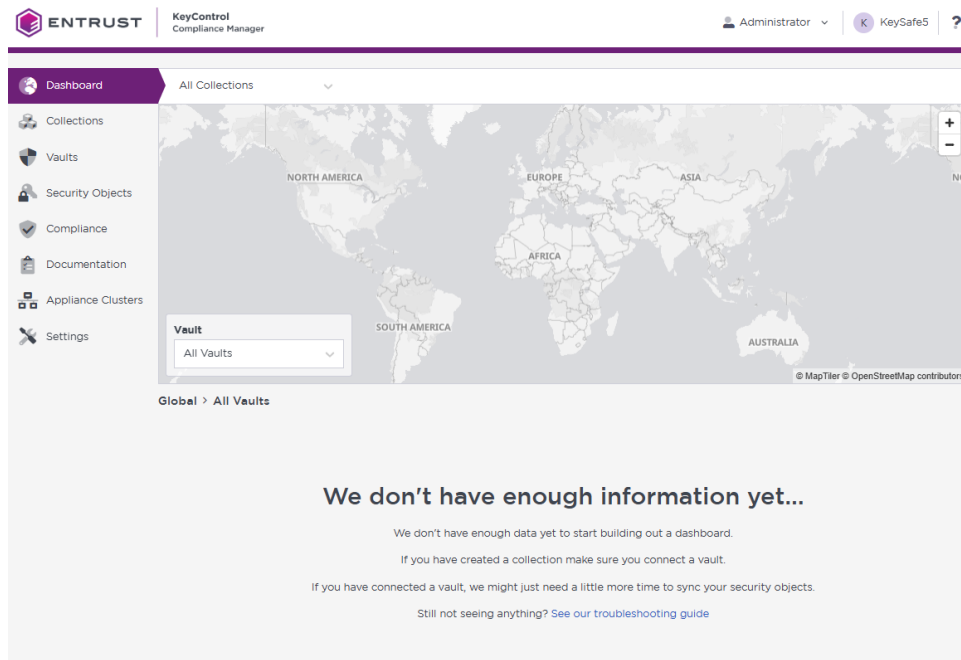 ENTRUST
KeyControl
Compliance Manager
Administrator
K KeySafe5 ?
Dashboard
All Collections
Collections
Vaults
Security Objects
Compliance
Documentation
Appliance Clusters
Settings
+
−
NORTH AMERICA
EUROPE
ASIA
AFRICA
SOUTH AMERICA
AUSTRALIA
Vault
All Vaults
© MapTiler © OpenStreetMap contributors
Global > All Vaults
We don't have enough information yet...
We don't have enough data yet to start building out a dashboard.
If you have created a collection make sure you connect a vault.
If you have connected a vault, we might just need a little more time to sync your security objects.
Still not seeing anything? See our troubleshooting guide